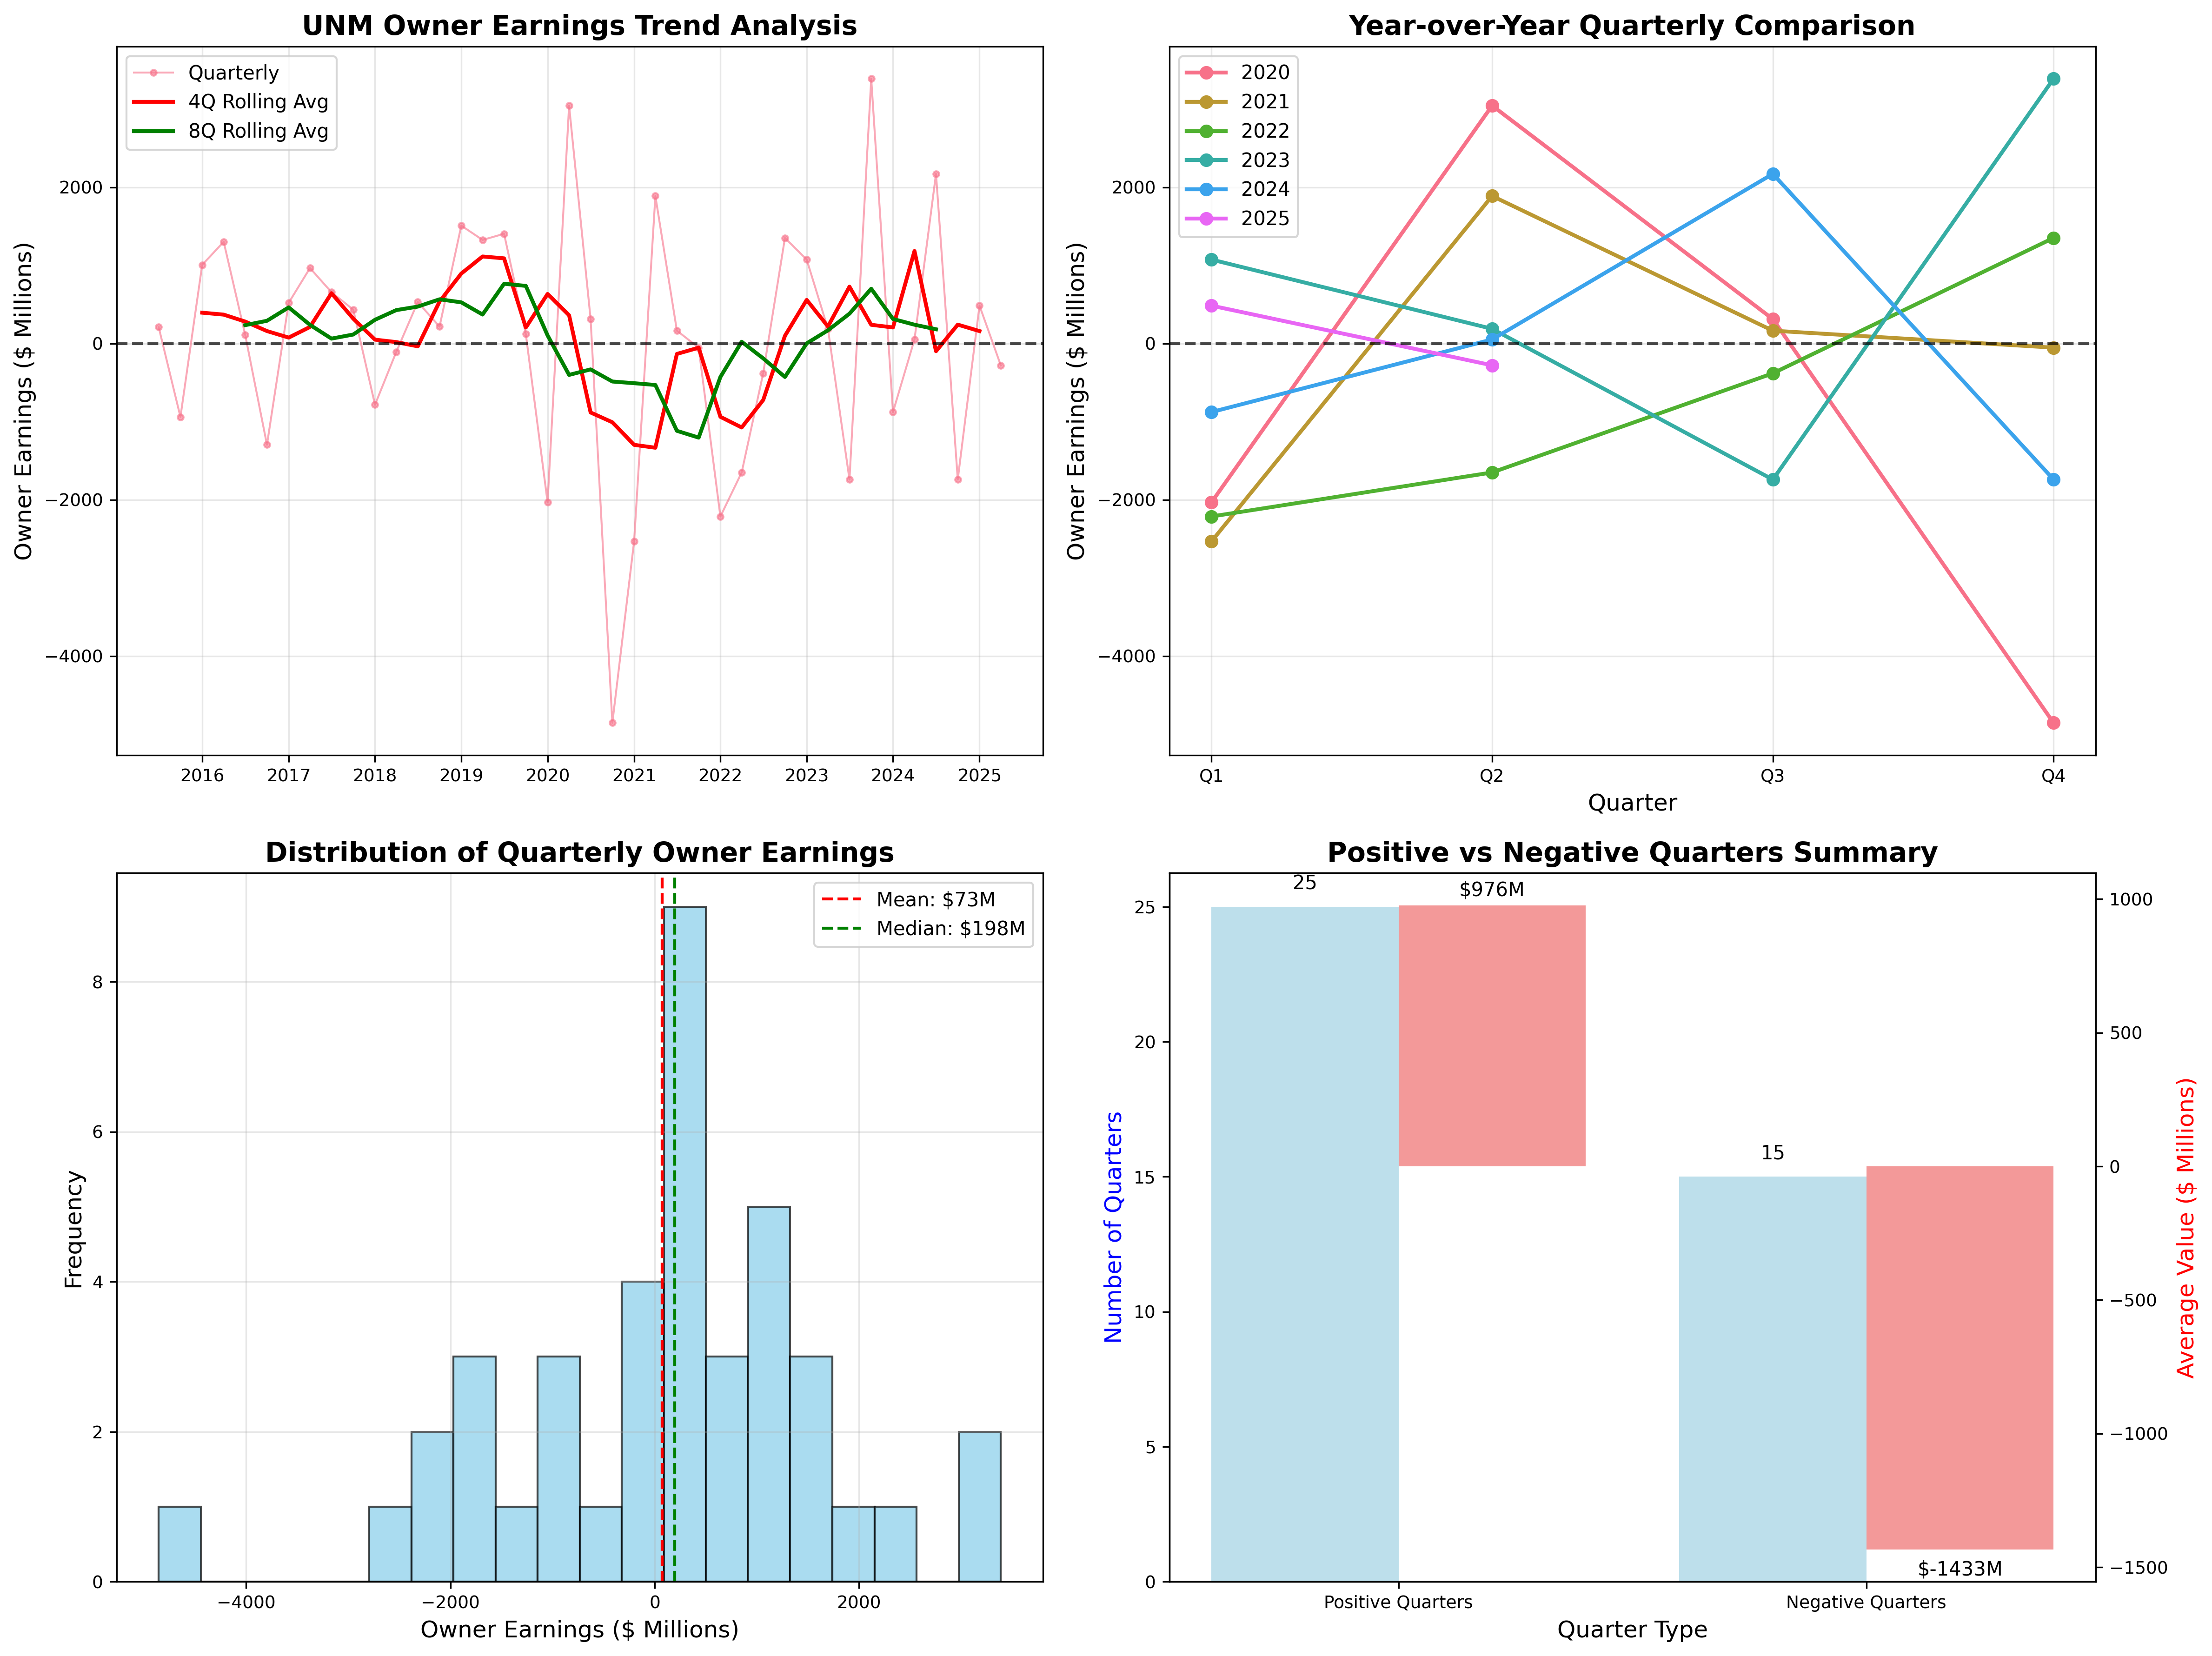 UNM Owner Earnings Trend Analysis
Quarterly
4Q Rolling Avg
8Q Rolling Avg
Owner Earnings ($ Millions)
2000
0
−2000
−4000
2016 2017 2018 2019 2020 2021 2022 2023 2024 2025
Year-over-Year Quarterly Comparison
2020
2021
2022
2023
2024
2025
Owner Earnings ($ Millions)
2000
0
−2000
−4000
Q1 Q2 Q3 Q4
Quarter
Distribution of Quarterly Owner Earnings
Mean: $73M
Median: $198M
Frequency
8
6
4
2
0
−4000 −2000 0 2000
Owner Earnings ($ Millions)
Positive vs Negative Quarters Summary
25
$976M
15
$-1433M
Number of Quarters
25
20
15
10
5
0
1000
500
0
−500
−1000
−1500
Average Value ($ Millions)
Positive Quarters Negative Quarters
Quarter Type